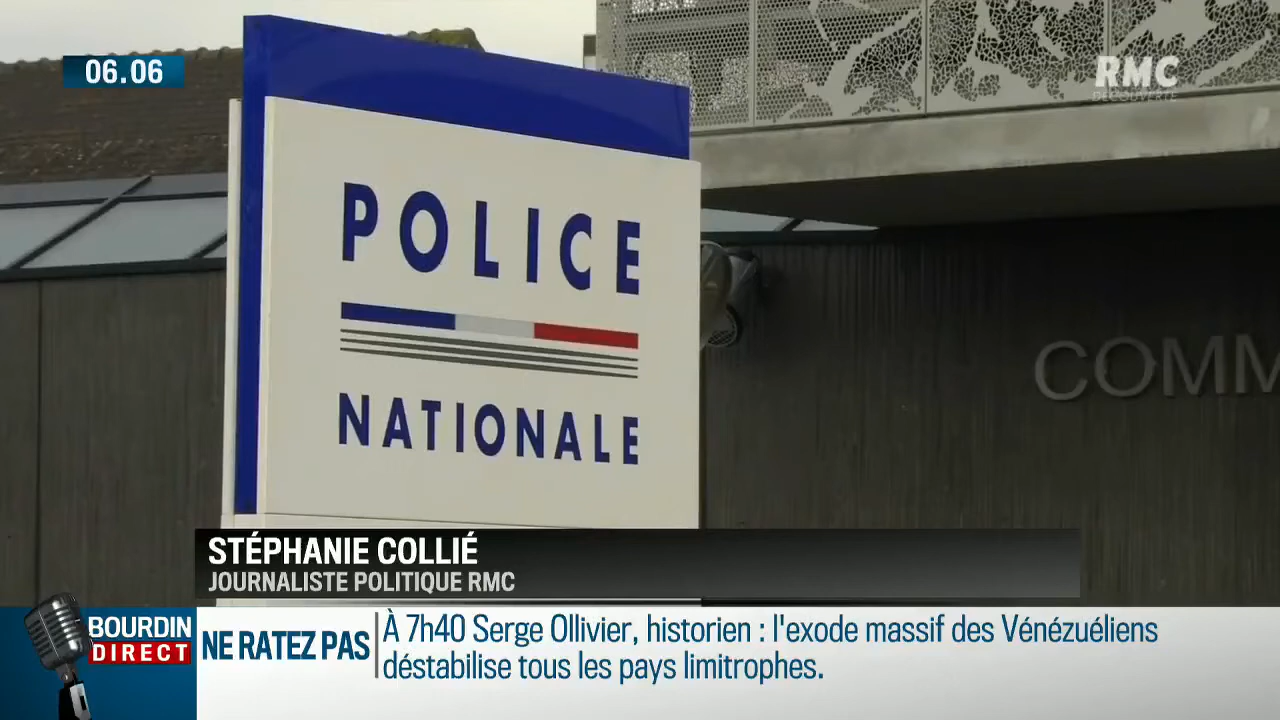 06.06
RMC
DÉCOUVERTE
POLICE
NATIONALE
COMM
STÉPHANIE COLLIÉ
JOURNALISTE POLITIQUE RMC
BOURDIN
DIRECT
NE RATEZ PAS
À 7h40 Serge Ollivier, historien : l'exode massif des Vénézuéliens
déstabilise tous les pays limitrophes.